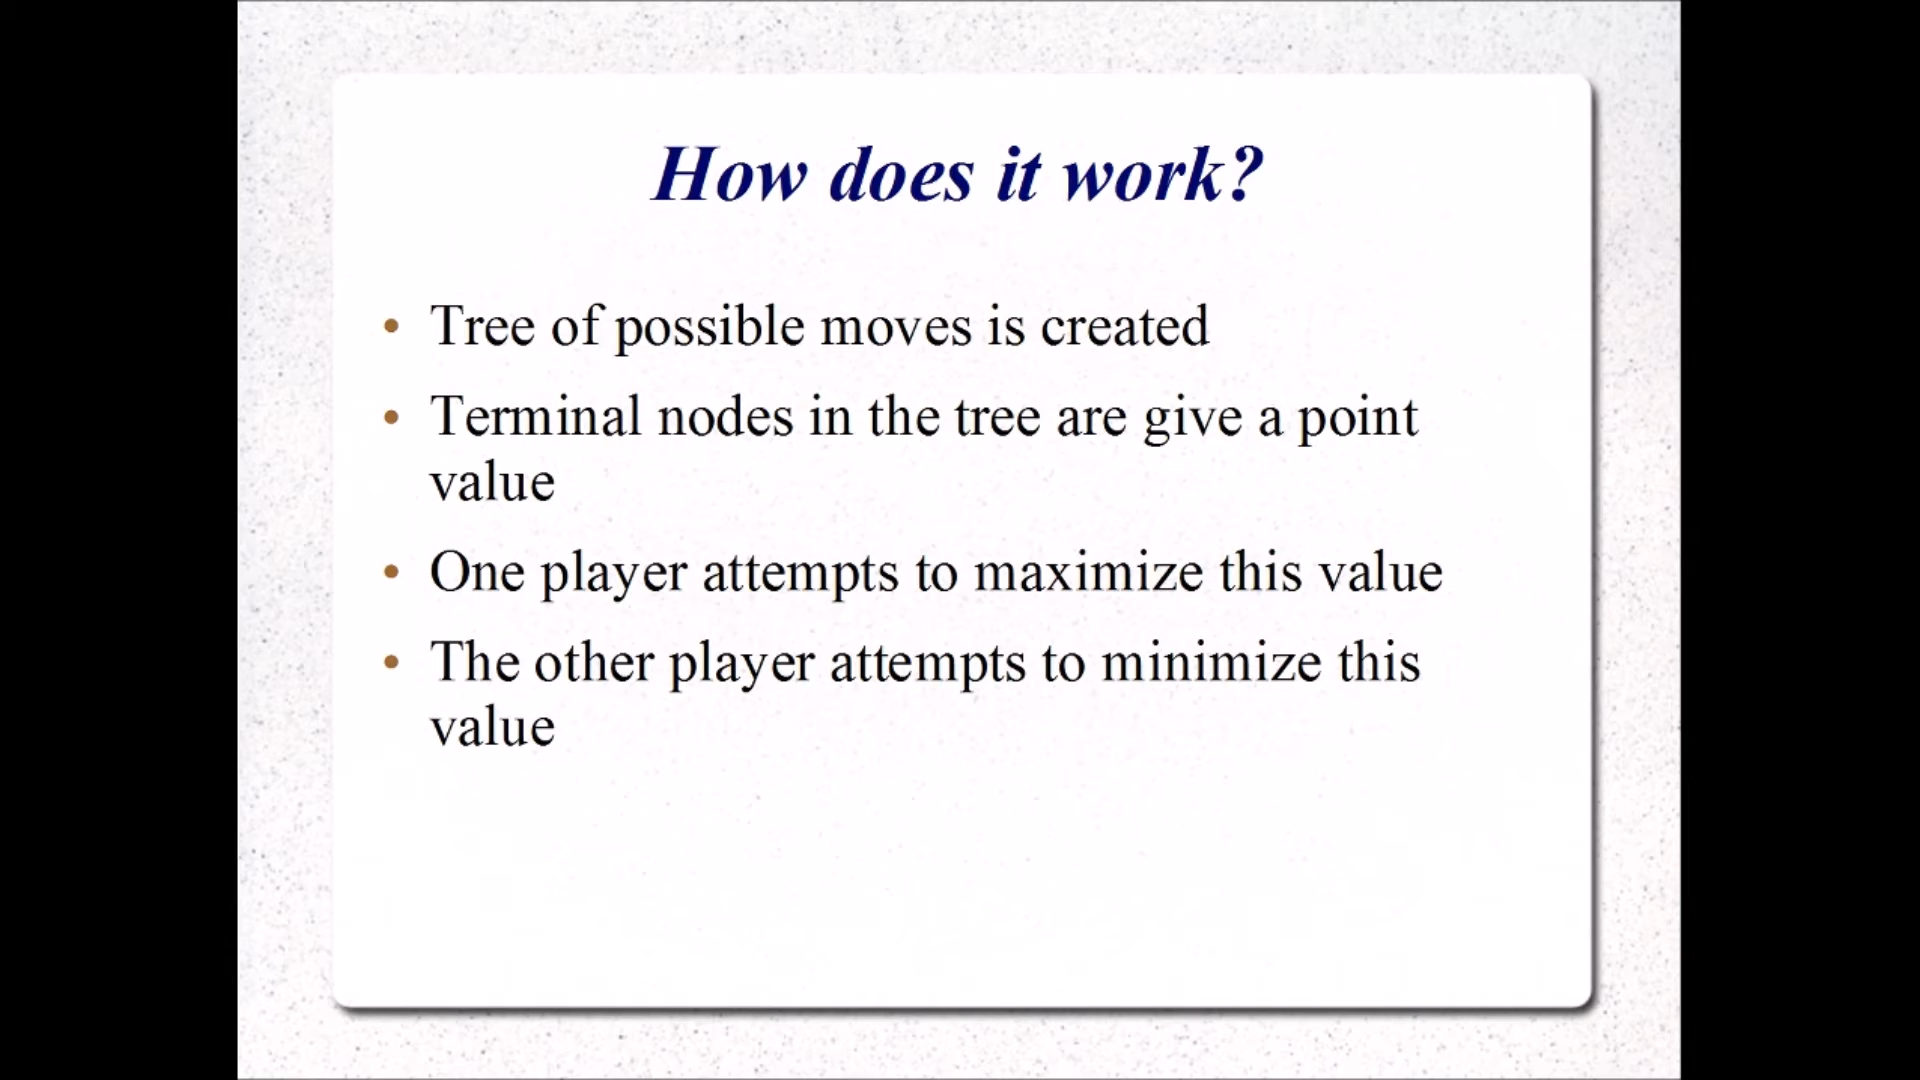 How does it work?
• Tree of possible moves is created
• Terminal nodes in the tree are give a point
value
• One player attempts to maximize this value
• The other player attempts to minimize this
value